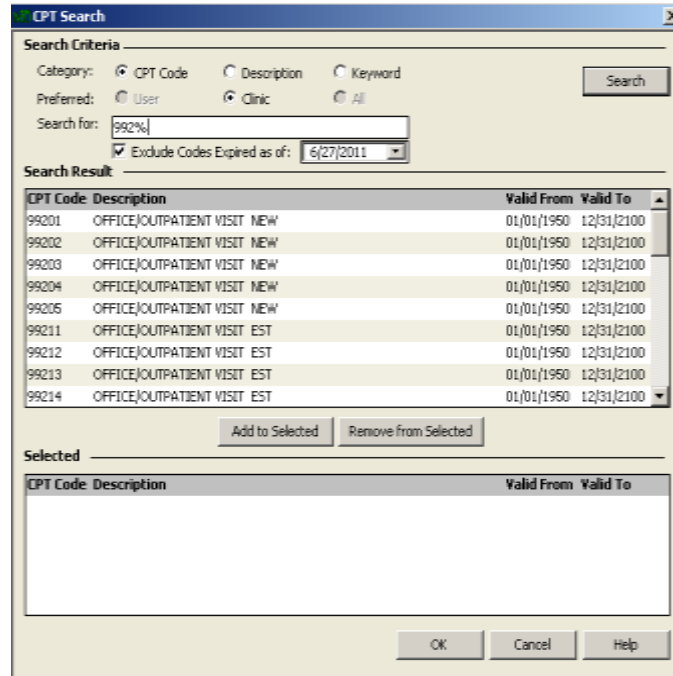 CPT Search
Search Criteria
Category: CPT Code Description Keyword
Search
Preferred: User Clinic All
Search for: 992%
Exclude Codes Expired as of: 6/27/2011
Search Result
CPT Code Description Valid From Valid To
99201 OFFICE/OUTPATIENT VISIT NEW 01/01/1950 12/31/2100
99202 OFFICE/OUTPATIENT VISIT NEW 01/01/1950 12/31/2100
99203 OFFICE/OUTPATIENT VISIT NEW 01/01/1950 12/31/2100
99204 OFFICE/OUTPATIENT VISIT NEW 01/01/1950 12/31/2100
99205 OFFICE/OUTPATIENT VISIT NEW 01/01/1950 12/31/2100
99211 OFFICE/OUTPATIENT VISIT EST 01/01/1950 12/31/2100
99212 OFFICE/OUTPATIENT VISIT EST 01/01/1950 12/31/2100
99213 OFFICE/OUTPATIENT VISIT EST 01/01/1950 12/31/2100
99214 OFFICE/OUTPATIENT VISIT EST 01/01/1950 12/31/2100
Add to Selected Remove from Selected
Selected
CPT Code Description Valid From Valid To
OK Cancel Help